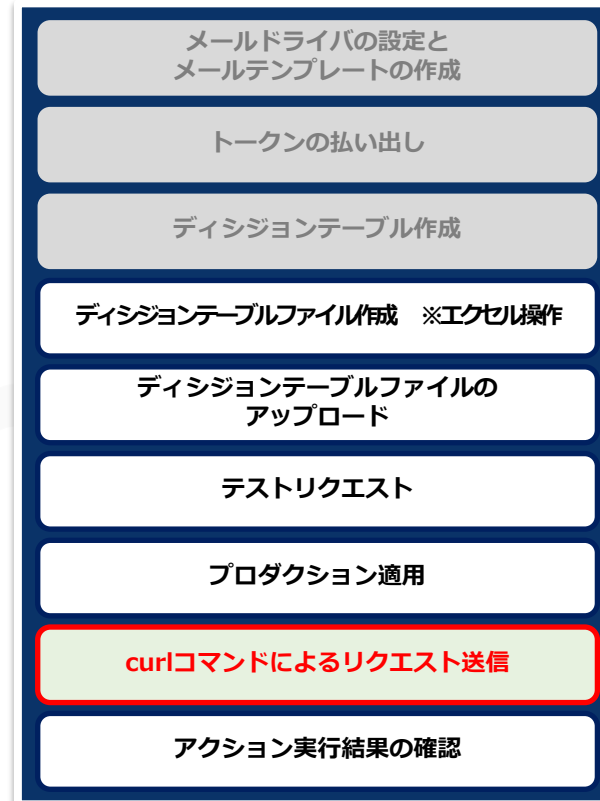 メールドライバの設定と
メールテンプレートの作成
トークンの払い出し
ディシジョンテーブル作成
ディシジョンテーブルファイル作成　※エクセル操作
ディシジョンテーブルファイルの
アップロード
テストリクエスト
プロダクション適用
curlコマンドによるリクエスト送信
アクション実行結果の確認